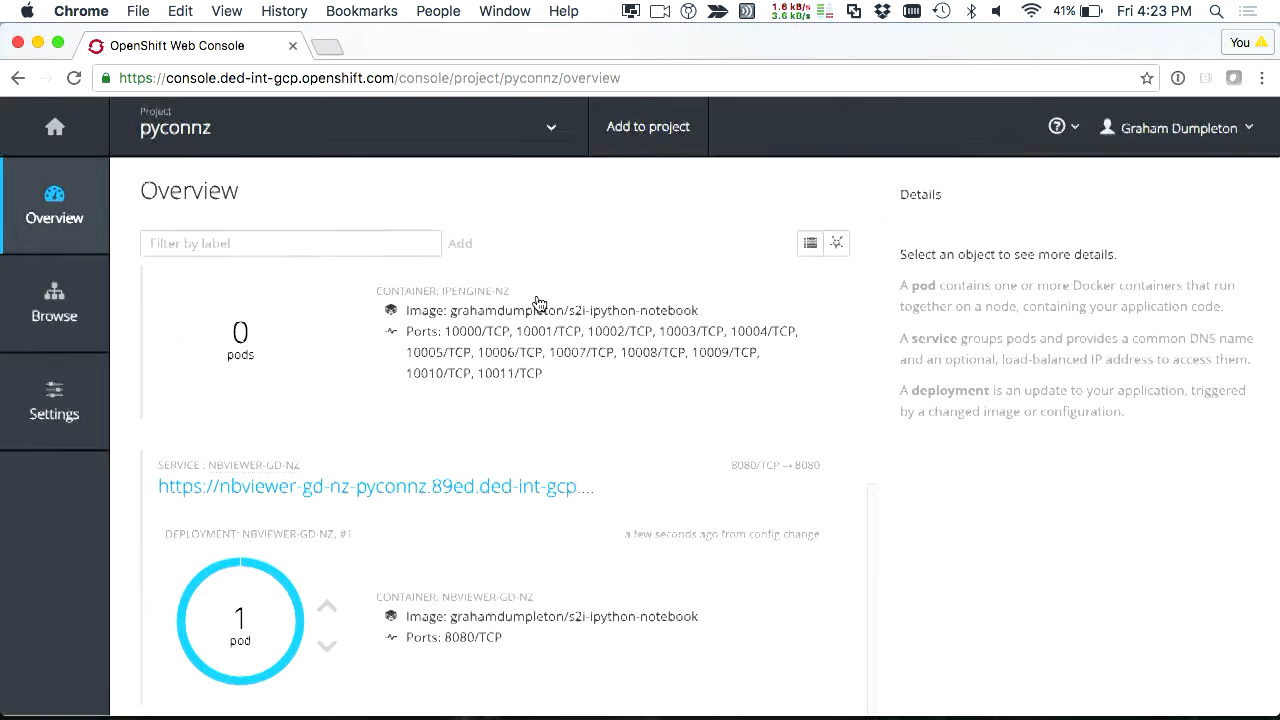 Chrome File Edit View History Bookmarks People Window Help 1.6 kB/s 3.6 kB/s 41% Fri 4:23 PM
OpenShift Web Console
You
https://console.ded-int-gcp.openshift.com/console/project/pyconnz/overview
Project
pyconnz
Add to project
Graham Dumpleton
Overview
Browse
Settings
Overview
Filter by label
Add
CONTAINER: IPENGINE-NZ
Image: grahamdumpleton/s2i-ipython-notebook
Ports: 10000/TCP, 10001/TCP, 10002/TCP, 10003/TCP, 10004/TCP,
10005/TCP, 10006/TCP, 10007/TCP, 10008/TCP, 10009/TCP,
10010/TCP, 10011/TCP
0
pods
SERVICE : NBVIEWER-GD-NZ
8080/TCP → 8080
https://nbviewer-gd-nz-pyconnz.89ed.ded-int-gcp....
DEPLOYMENT: NBVIEWER-GD-NZ, #1
a few seconds ago from config change
1
pod
CONTAINER: NBVIEWER-GD-NZ
Image: grahamdumpleton/s2i-ipython-notebook
Ports: 8080/TCP
Details
Select an object to see more details.
A pod contains one or more Docker containers that run
together on a node, containing your application code.
A service groups pods and provides a common DNS name
and an optional, load-balanced IP address to access them.
A deployment is an update to your application, triggered
by a changed image or configuration.